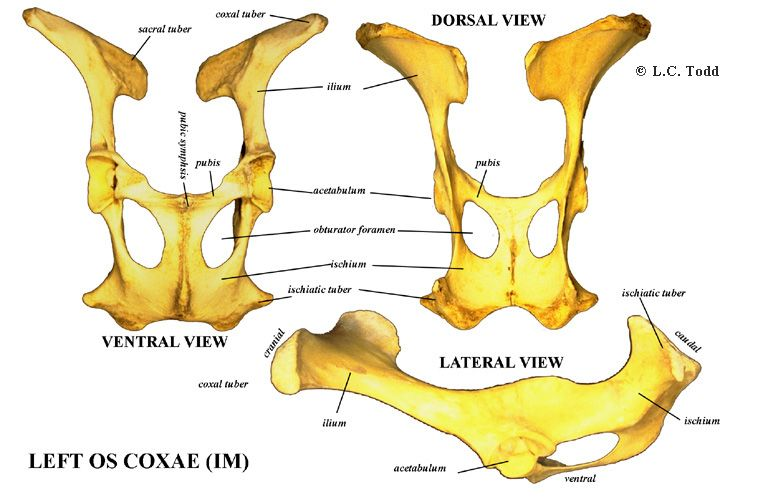 coxal tuber
sacral tuber
DORSAL VIEW
© L.C. Todd
ilium
pubic symphsis
pubis
pubis
acetabulum
obturator foramen
ischium
ischiatic tuber
ischiatic tuber
VENTRAL VIEW
cranial
caudal
LATERAL VIEW
coxal tuber
ilium
ischium
LEFT OS COXAE (IM)
acetabulum
ventral